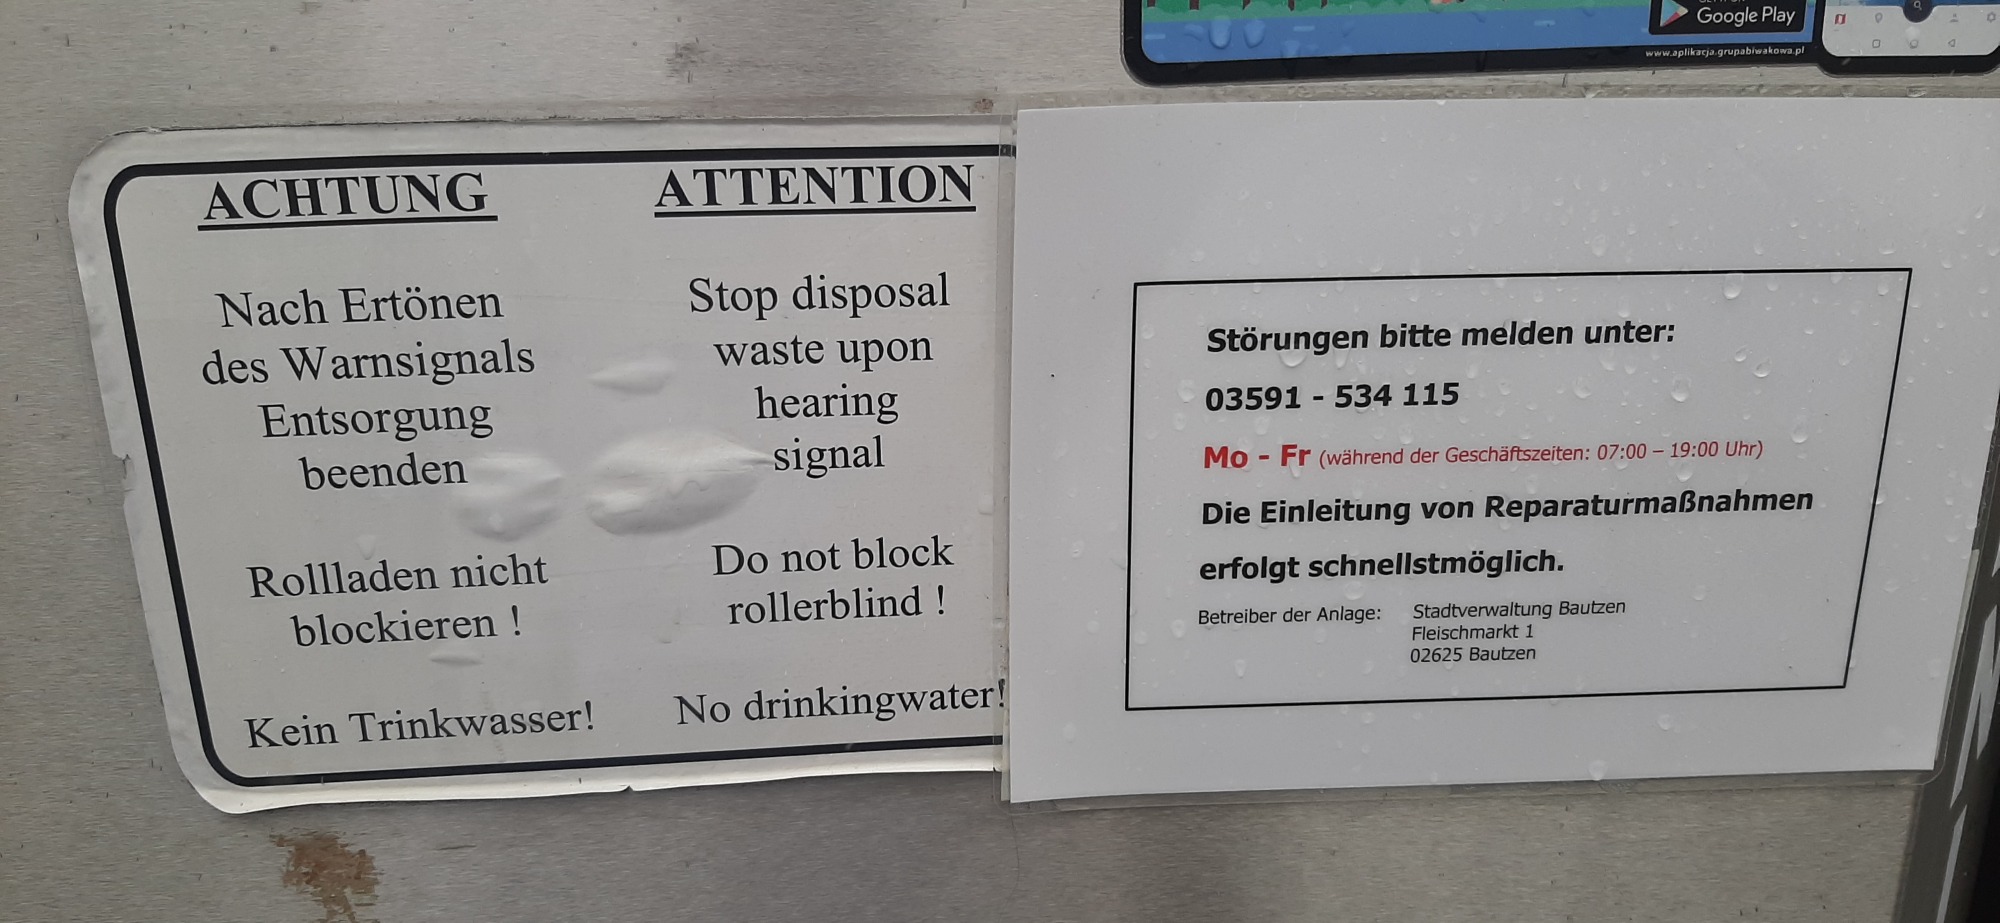 Google Play
www.aplikacja.grupabiwakowa.pl
ACHTUNG
Nach Ertönen
des Warnsignals
Entsorgung
beenden
Rollladen nicht
blockieren !
Kein Trinkwasser!
ATTENTION
Stop disposal
waste upon
hearing
signal
Do not block
rollerblind !
No drinkingwater!
Störungen bitte melden unter:
03591 - 534 115
Mo - Fr (während der Geschäftszeiten: 07:00 – 19:00 Uhr)
Die Einleitung von Reparaturmaßnahmen
erfolgt schnellstmöglich.
Betreiber der Anlage: Stadtverwaltung Bautzen
Fleischmarkt 1
02625 Bautzen